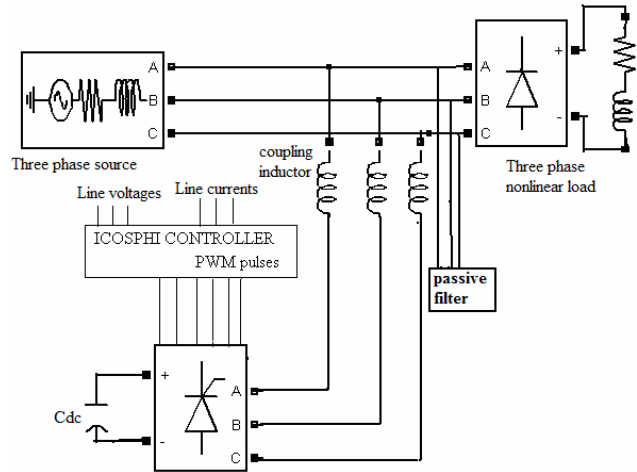 A
B
C
Three phase source
A
B
C
+
-
Three phase
nonlinear load
coupling
inductor
Line voltages
Line currents
ICOSPHI CONTROLLER
PWM pulses
passive
filter
Cdc
+
-
A
B
C